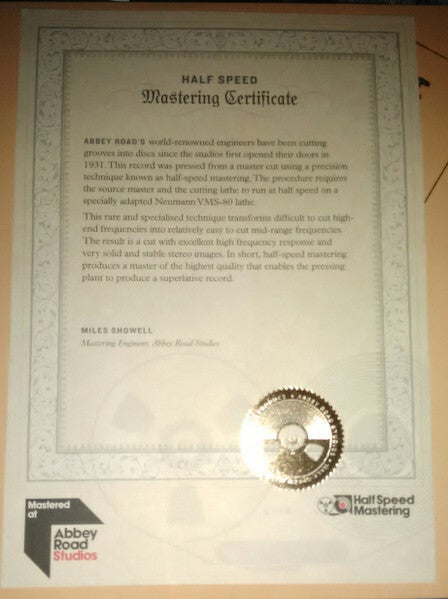 HALF SPEED
Mastering Certificate
ABBEY ROAD'S world-renowned engineers have been cutting
grooves into discs since the studios first opened their doors in
1931. This record was pressed from a master cut using a precision
technique known as half-speed mastering. The procedure requires
the source master and the cutting lathe to run at half speed on a
specially adapted Neumann VMS-80 lathe.
This rare and specialised technique transforms difficult to cut high-
end frequencies into relatively easy to cut mid-range frequencies.
The result is a cut with excellent high frequency response and
very solid and stable stereo images. In short, half-speed mastering
produces a master of the highest quality that enables the pressing
plant to produce a superlative record.
MILES SHOWELL
Mastering Engineer, Abbey Road Studios
Mastered
at
Abbey
Road
Studios
Half Speed
Mastering